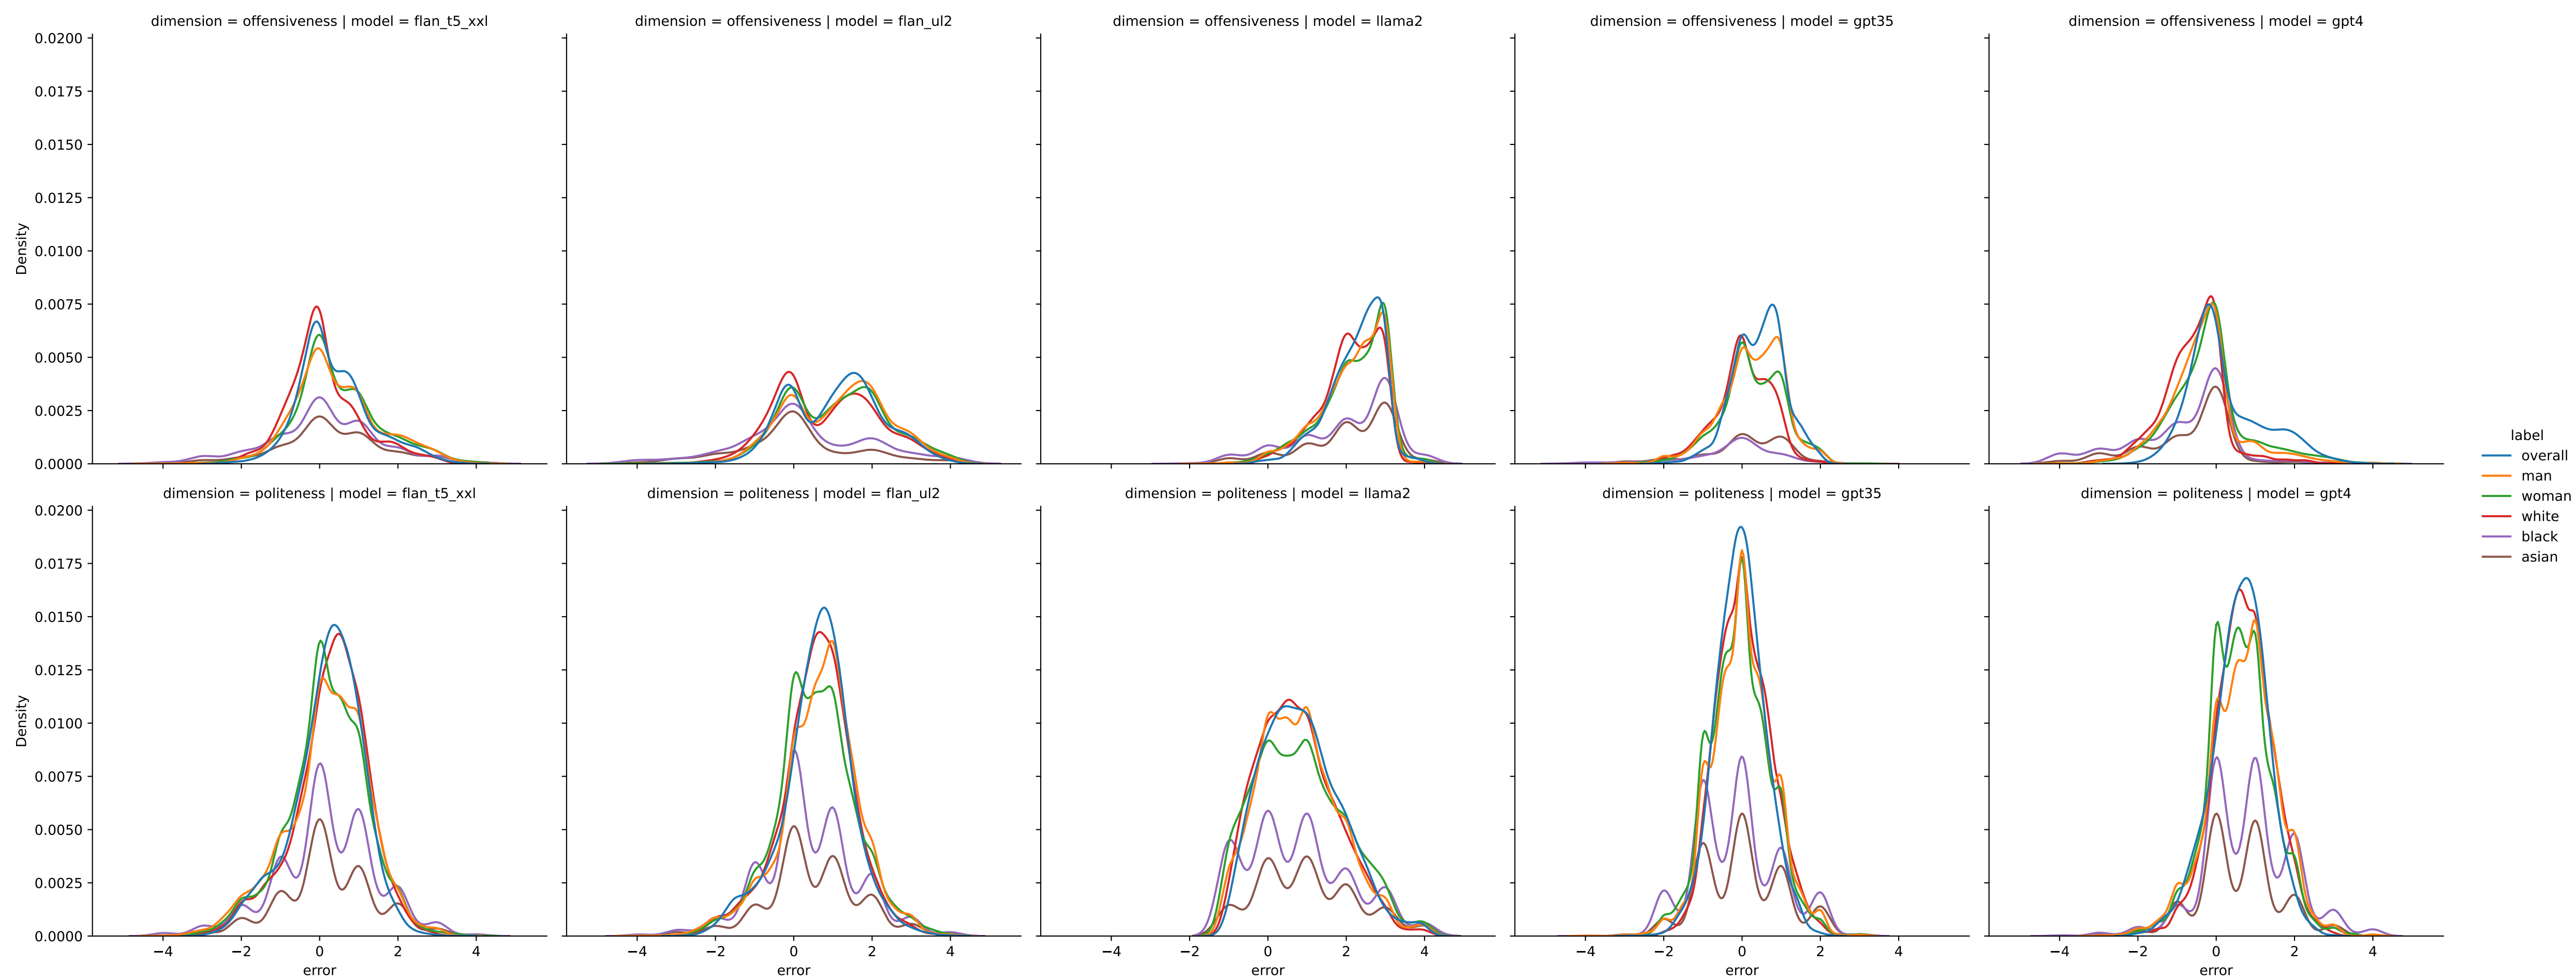 dimension = offensiveness | model = flan_t5_xxl
dimension = offensiveness | model = flan_ul2
dimension = offensiveness | model = llama2
dimension = offensiveness | model = gpt35
dimension = offensiveness | model = gpt4
0.0200
0.0175
0.0150
0.0125
0.0100
0.0075
0.0050
0.0025
0.0000
Density
dimension = politeness | model = flan_t5_xxl
dimension = politeness | model = flan_ul2
dimension = politeness | model = llama2
dimension = politeness | model = gpt35
dimension = politeness | model = gpt4
0.0200
0.0175
0.0150
0.0125
0.0100
0.0075
0.0050
0.0025
0.0000
Density
−4 −2 0 2 4
error
−4 −2 0 2 4
error
−4 −2 0 2 4
error
−4 −2 0 2 4
error
−4 −2 0 2 4
error
label
overall
man
woman
white
black
asian